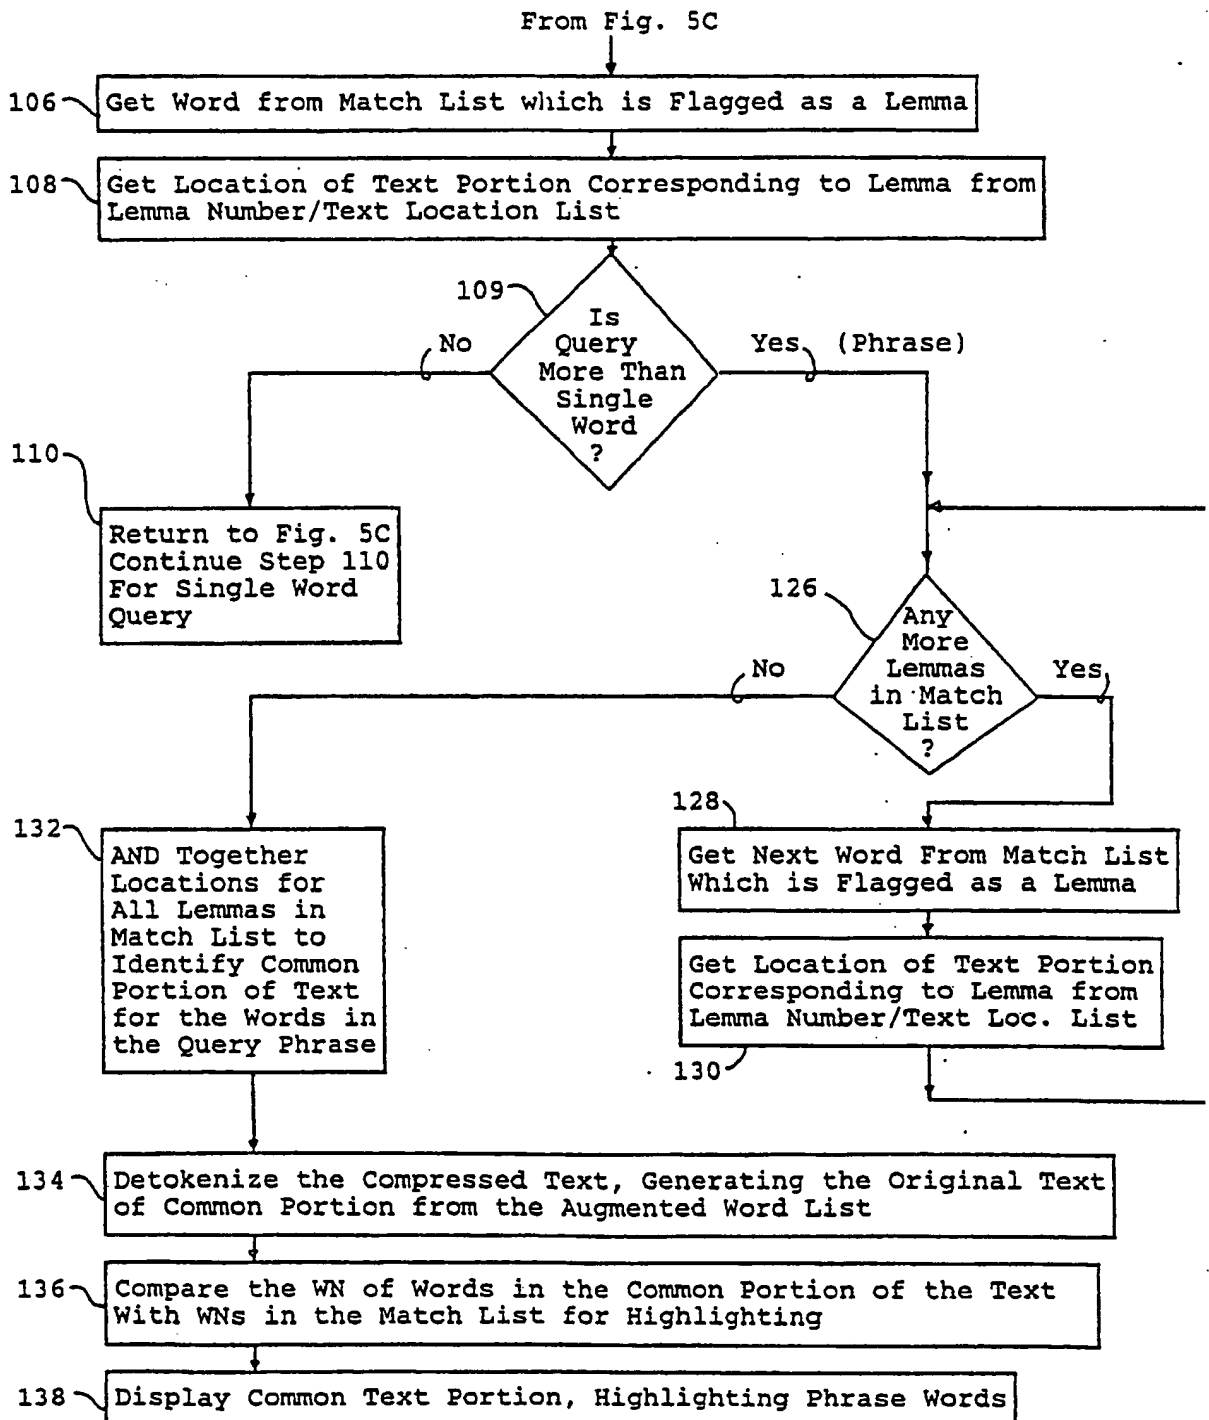 From Fig. 5C
106
Get Word from Match List which is Flagged as a Lemma
108
Get Location of Text Portion Corresponding to Lemma from
Lemma Number/Text Location List
109
Is
Query
More Than
Single
Word
?
No
Yes (Phrase)
110
Return to Fig. 5C
Continue Step 110
For Single Word
Query
126
Any
More
Lemmas
in Match
List
?
No
Yes
128
Get Next Word From Match List
Which is Flagged as a Lemma
Get Location of Text Portion
Corresponding to Lemma from
Lemma Number/Text Loc. List
130
132
AND Together
Locations for
All Lemmas in
Match List to
Identify Common
Portion of Text
for the Words in
the Query Phrase
134
Detokenize the Compressed Text, Generating the Original Text
of Common Portion from the Augmented Word List
136
Compare the WN of Words in the Common Portion of the Text
With WNs in the Match List for Highlighting
138
Display Common Text Portion, Highlighting Phrase Words